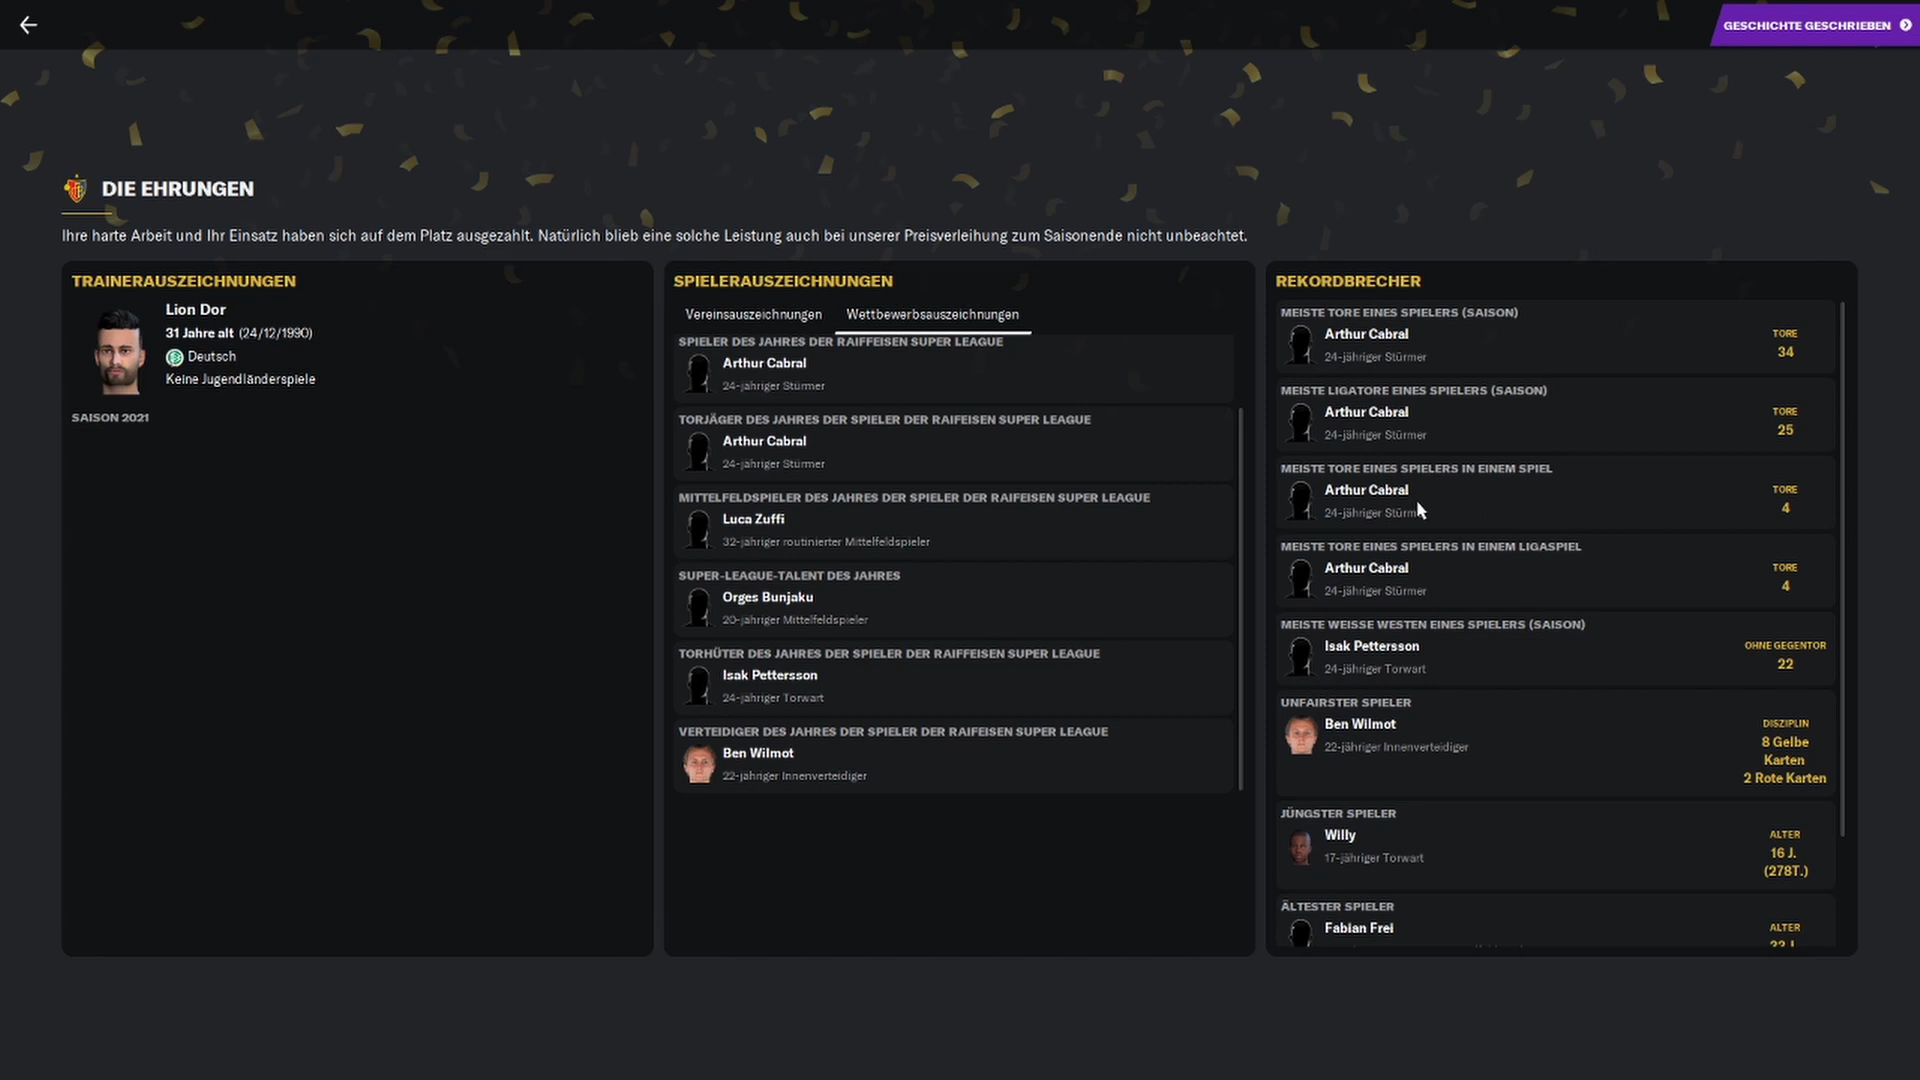 GESCHICHTE GESCHRIEBEN
DIE EHRUNGEN
Ihre harte Arbeit und Ihr Einsatz haben sich auf dem Platz ausgezahlt. Natürlich blieb eine solche Leistung auch bei unserer Preisverleihung zum Saisonende nicht unbeachtet.
TRAINERAUSZEICHNUNGEN
Lion Dor
31 Jahre alt (24/12/1990)
Deutsch
Keine Jugendländerspiele
SAISON 2021
SPIELERAUSZEICHNUNGEN
Vereinsauszeichnungen Wettbewerbsauszeichnungen
SPIELER DES JAHRES DER RAIFFEISEN SUPER LEAGUE
Arthur Cabral
24-jähriger Stürmer
TORJÄGER DES JAHRES DER SPIELER DER RAIFEISEN SUPER LEAGUE
Arthur Cabral
24-jähriger Stürmer
MITTELFELDSPIELER DES JAHRES DER SPIELER DER RAIFEISEN SUPER LEAGUE
Luca Zuffi
32-jähriger routinierter Mittelfeldspieler
SUPER-LEAGUE-TALENT DES JAHRES
Orges Bunjaku
20-jähriger Mittelfeldspieler
TORHÜTER DES JAHRES DER SPIELER DER RAIFFEISEN SUPER LEAGUE
Isak Pettersson
24-jähriger Torwart
VERTEIDIGER DES JAHRES DER SPIELER DER RAIFEISEN SUPER LEAGUE
Ben Wilmot
22-jähriger Innenverteidiger
REKORDBRECHER
MEISTE TORE EINES SPIELERS (SAISON)
Arthur Cabral
24-jähriger Stürmer
TORE
34
MEISTE LIGATORE EINES SPIELERS (SAISON)
Arthur Cabral
24-jähriger Stürmer
TORE
25
MEISTE TORE EINES SPIELERS IN EINEM SPIEL
Arthur Cabral
24-jähriger
TORE
4
MEISTE TORE EINES SPIELERS IN EINEM LIGASPIEL
Arthur Cabral
24-jähriger Stürmer
TORE
4
MEISTE WEISSE WESTEN EINES SPIELERS (SAISON)
Isak Pettersson
24-jähriger Torwart
OHNE GEGENTOR
22
UNFAIRSTER SPIELER
Ben Wilmot
22-jähriger Innenverteidiger
DISZIPLIN
8 Gelbe
Karten
2 Rote Karten
JÜNGSTER SPIELER
Willy
17-jähriger Torwart
ALTER
16 J.
(278T.)
ÄLTESTER SPIELER
Fabian Frei
ALTER